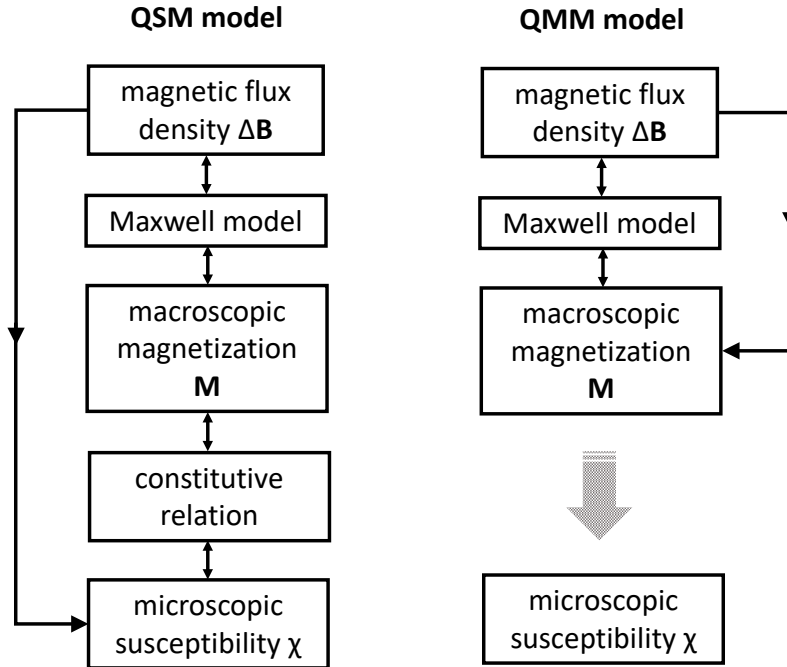 QSM model
magnetic flux
density ΔB
Maxwell model
macroscopic
magnetization
M
constitutive
relation
microscopic
susceptibility χ
QMM model
magnetic flux
density ΔB
Maxwell model
macroscopic
magnetization
M
microscopic
susceptibility χ